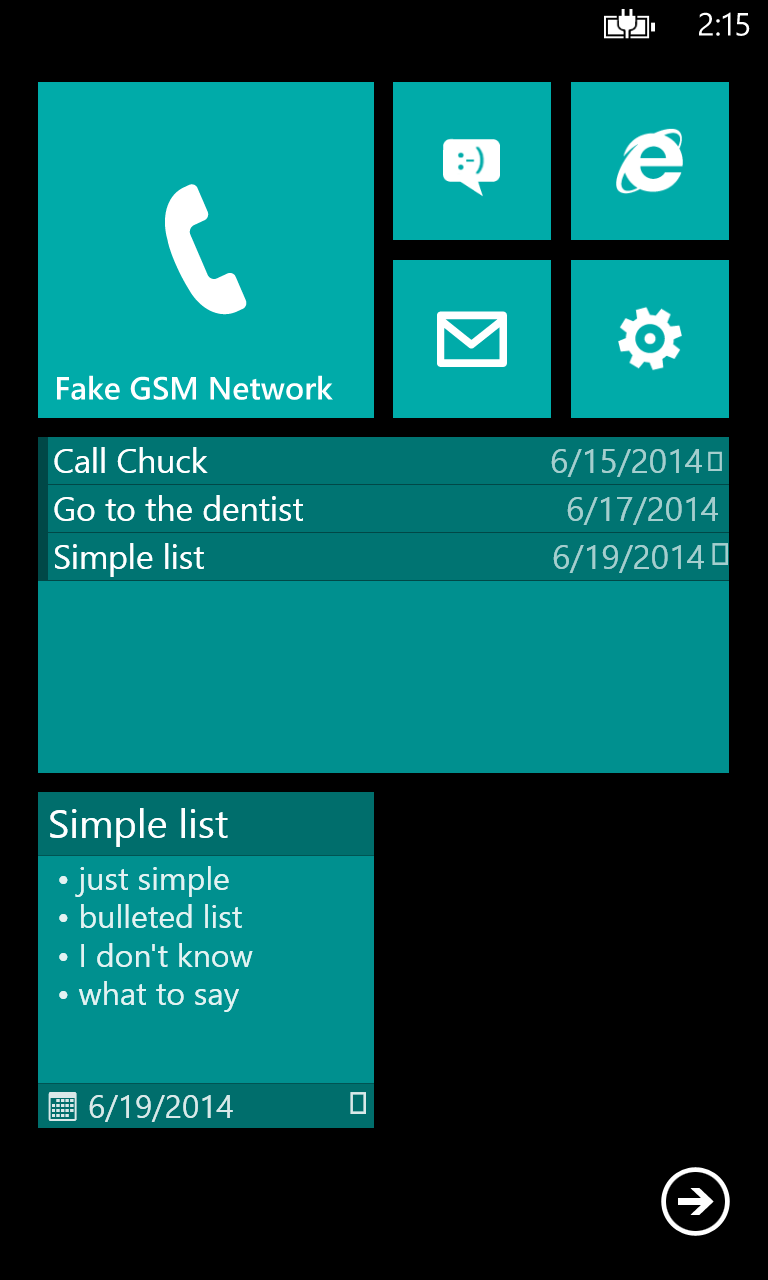 2:15
:-)
Fake GSM Network
Call Chuck 6/15/2014
Go to the dentist 6/17/2014
Simple list 6/19/2014
Simple list
• just simple
• bulleted list
• I don't know
• what to say
6/19/2014